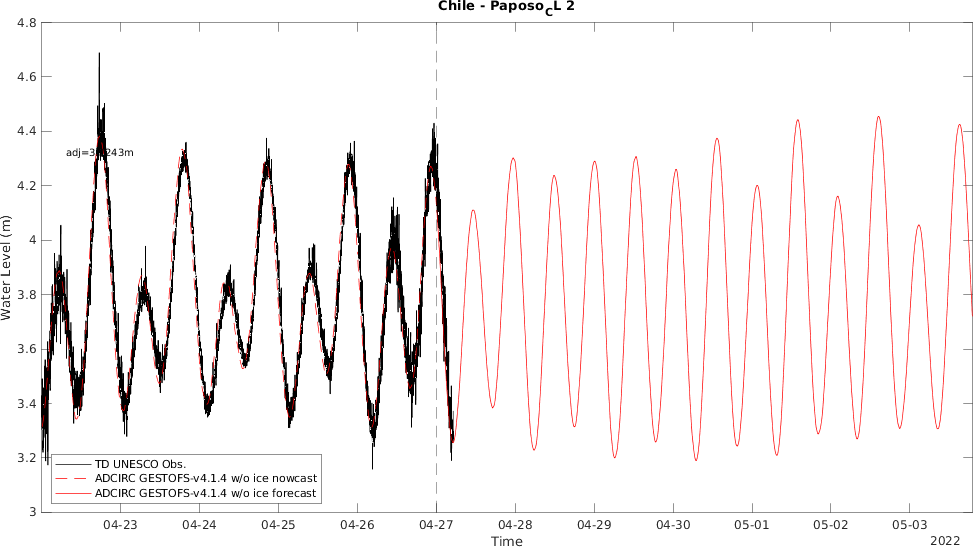 Chile - Paposo_CL 2
4.8
4.6
4.4
4.2
4
3.8
3.6
3.4
3.2
3
Water Level (m)
TD UNESCO Obs.
ADCIRC GESTOFS-v4.1.4 w/o ice nowcast
ADCIRC GESTOFS-v4.1.4 w/o ice forecast
04-23 04-24 04-25 04-26 04-27 04-28 04-29 04-30 05-01 05-02 05-03
Time
2022